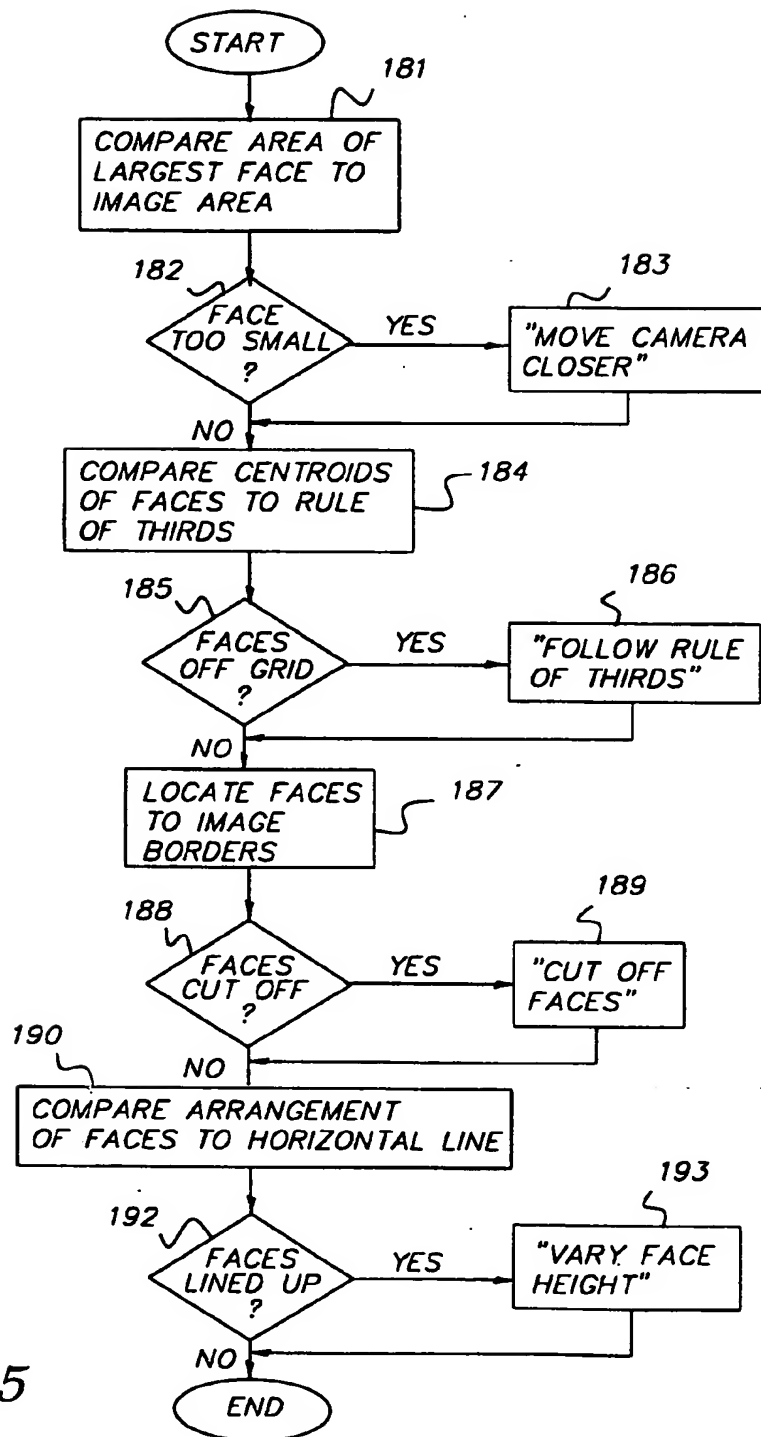 START
181
COMPARE AREA OF
LARGEST FACE TO
IMAGE AREA
182
FACE
TOO SMALL
?
YES
183
"MOVE CAMERA
CLOSER"
NO
COMPARE CENTROIDS
OF FACES TO RULE
OF THIRDS
184
185
FACES
OFF GRID
?
YES
186
"FOLLOW RULE
OF THIRDS"
NO
LOCATE FACES
TO IMAGE
BORDERS
187
188
FACES
CUT OFF
?
YES
189
"CUT OFF
FACES"
NO
190
COMPARE ARRANGEMENT
OF FACES TO HORIZONTAL LINE
192
FACES
LINED UP
?
YES
193
"VARY FACE
HEIGHT"
NO
END
5